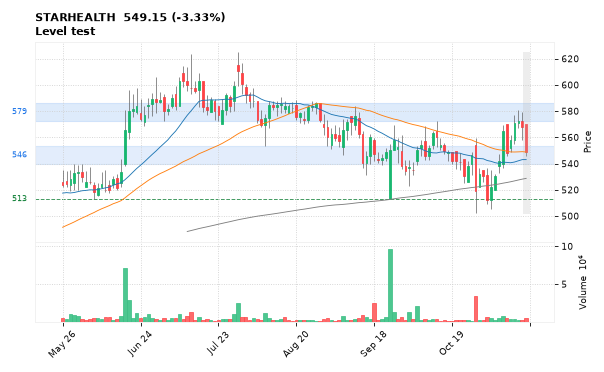 STARHEALTH 549.15 (-3.33%)
Level test
620
600
580
560
540
520
500
579
546
513
Price
10
5
Volume 10⁶
May 26
Jun 24
Jul 23
Aug 20
Sep 18
Oct 19